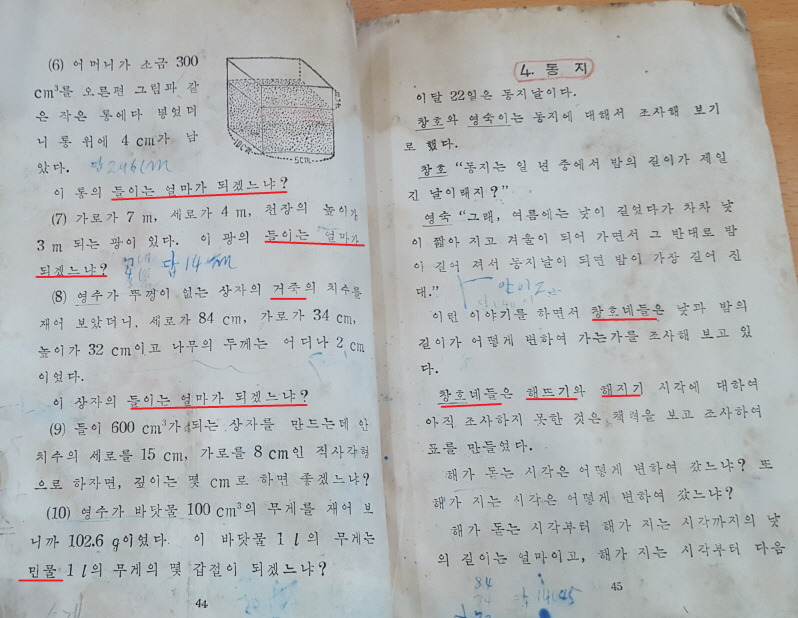 (6) 어머니가 소금 300
cm³를 오른편 그림과 같
은 작은 통에다 넣었더
니 통 위에 4 cm가 남
았다.
답 246cm
10cm
5cm
이 통의 들이는 얼마가 되겠느냐?
(7) 가로가 7 m, 세로가 4 m, 천장의 높이가
3 m 되는 광이 있다. 이 광의 들이는 얼마가
되겠느냐?
답 14
(8) 영수가 뚜껑이 없는 상자의 거죽의 치수를
재어 보았더니, 세로가 84 cm, 가로가 34 cm,
높이가 32 cm이고 나무의 두께는 어디나 2 cm
이었다.
이 상자의 들이는 얼마가 되겠느냐?
(9) 들이 600 cm³가 되는 상자를 만드는데 안
치수의 세로를 15 cm, 가로를 8 cm인 직사각형
으로 하자면, 깊이는 몇 cm로 하면 좋겠느냐?
(10) 영수가 바닷물 100 cm³의 무게를 재어 보
니까 102.6 g이었다. 이 바닷물 1 l의 무게는
민물 1 l의 무게의 몇 갑절이 되겠느냐?
44
4. 동지
이달 22일은 동지날이다.
창호와 영숙이는 동지에 대해서 조사해 보기
로 했다.
창호 “동지는 일 년 중에서 밤의 길이가 제일
긴 날이래지?”
영숙 “그래, 여름에는 낮이 길었다가 차차 낮
이 짧아 지고 겨울이 되어 가면서 그 반대로 밤
이 길어 져서 동지날이 되면 밤이 가장 길어 진
대.”
이런 이야기를 하면서 창호네들은 낮과 밤의
길이가 어떻게 변하여 가는가를 조사해 보고 있
다.
창호네들은 해뜨기와 해지기 시각에 대하여
아직 조사하지 못한 것은 책력을 보고 조사하여
표를 만들었다.
해가 돋는 시각은 어떻게 변하여 갔느냐? 또
해가 지는 시각은 어떻게 변하여 갔느냐?
해가 돋는 시각부터 해가 지는 시각까지의 낮
의 길이는 얼마이고, 해가 지는 시각부터 다음
84
45